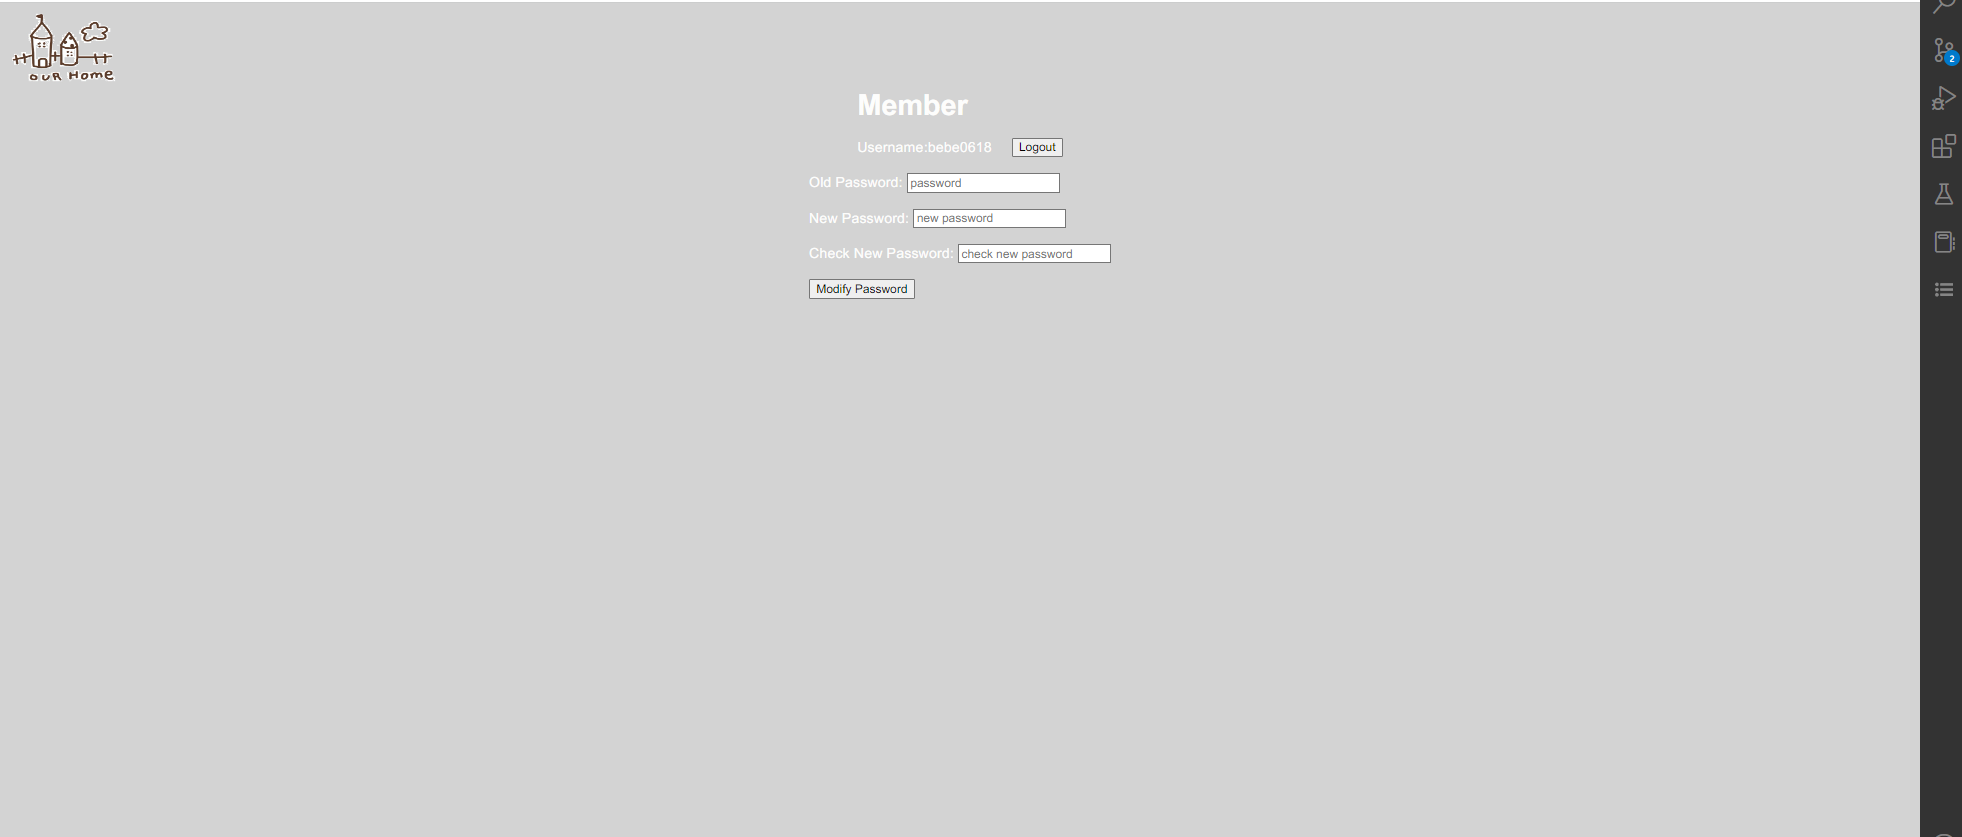 OUR HOME
Member
Username:bebe0618 Logout
Old Password: password
New Password: new password
Check New Password: check new password
Modify Password
2